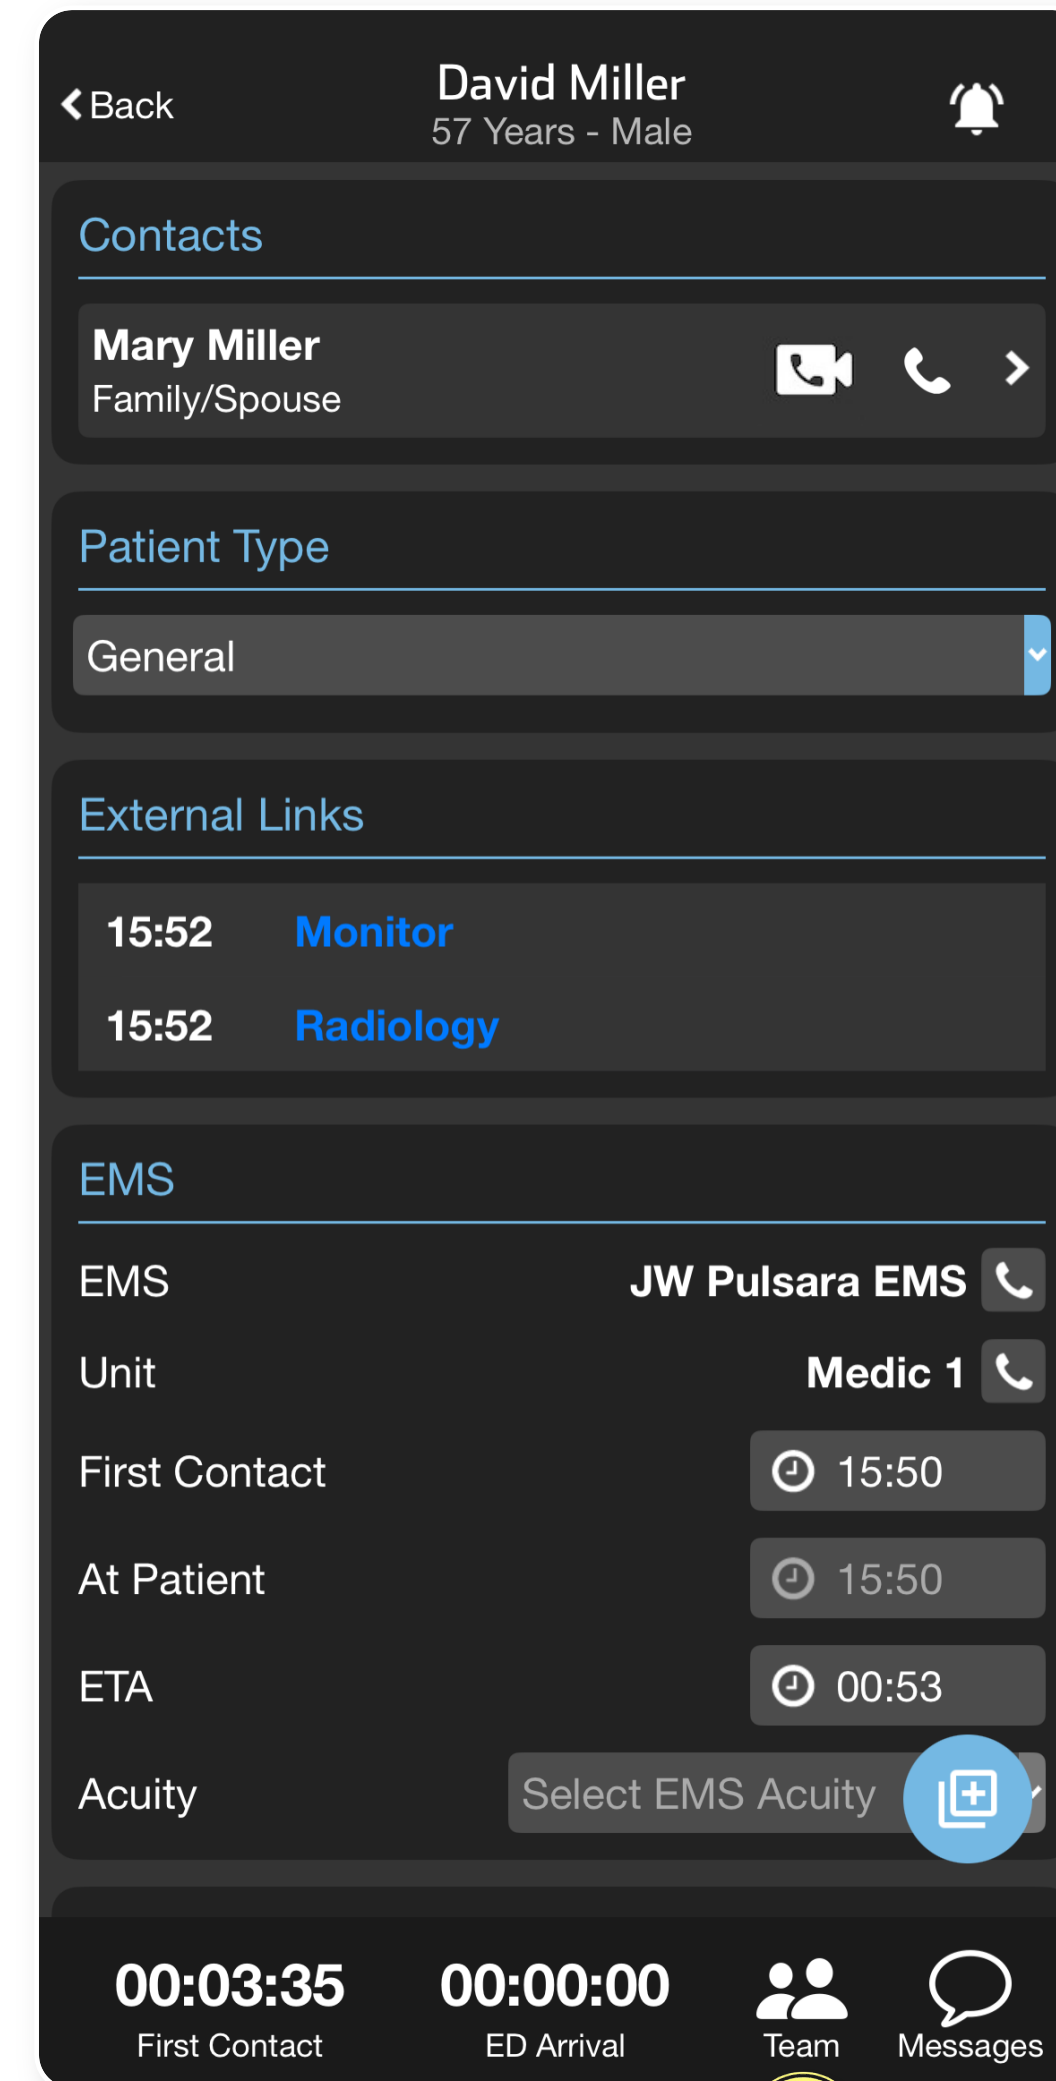 Back
David Miller
57 Years - Male
Contacts
Mary Miller
Family/Spouse
Patient Type
General
External Links
15:52 Monitor
15:52 Radiology
EMS
EMS JW Pulsara EMS
Unit Medic 1
First Contact 15:50
At Patient 15:50
ETA 00:53
Acuity Select EMS Acuity
00:03:35 00:00:00
First Contact ED Arrival Team Messages